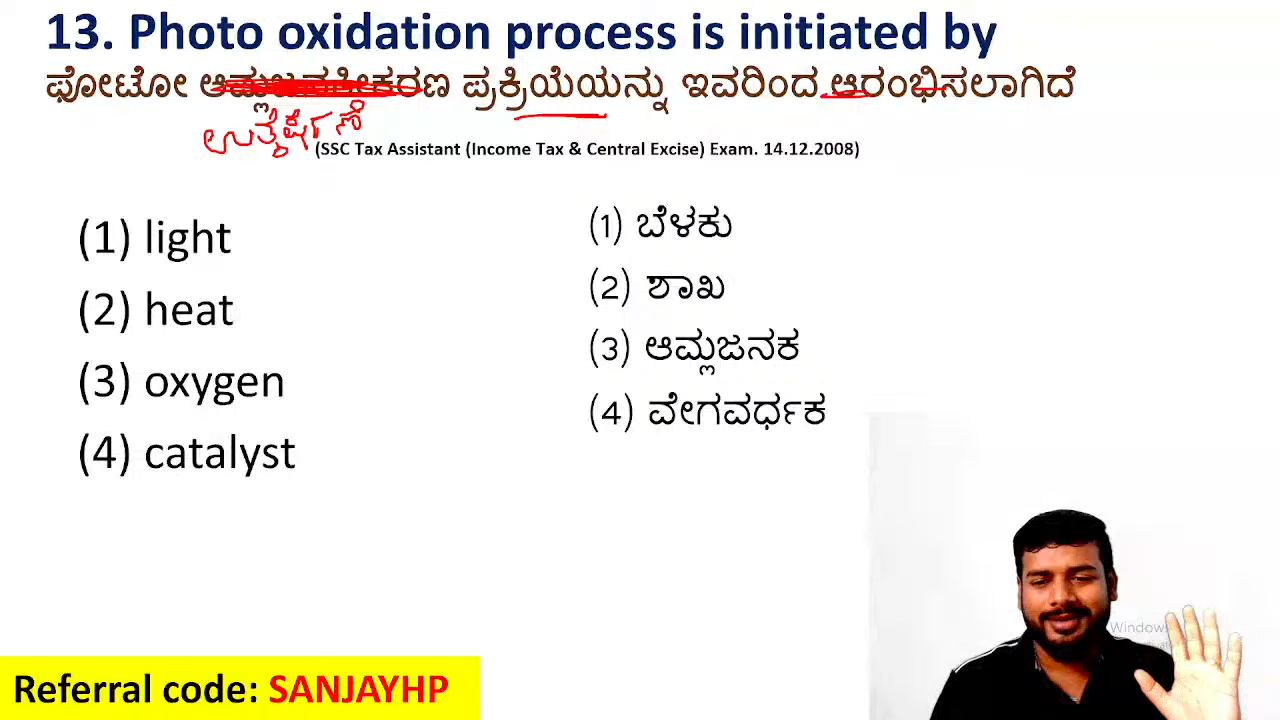 13. Photo oxidation process is initiated by
ಫೋಟೋ ಆಮ್ಲಜನಕೀಕರಣ ಪ್ರಕ್ರಿಯೆಯನ್ನು ಇವರಿಂದ ಆರಂಭಿಸಲಾಗಿದೆ
(SSC Tax Assistant (Income Tax & Central Excise) Exam. 14.12.2008)
(1) light
(2) heat
(3) oxygen
(4) catalyst
(1) ಬೆಳಕು
(2) ಶಾಖ
(3) ಆಮ್ಲಜನಕ
(4) ವೇಗವರ್ಧಕ
Windows
Referral code: SANJAYHP